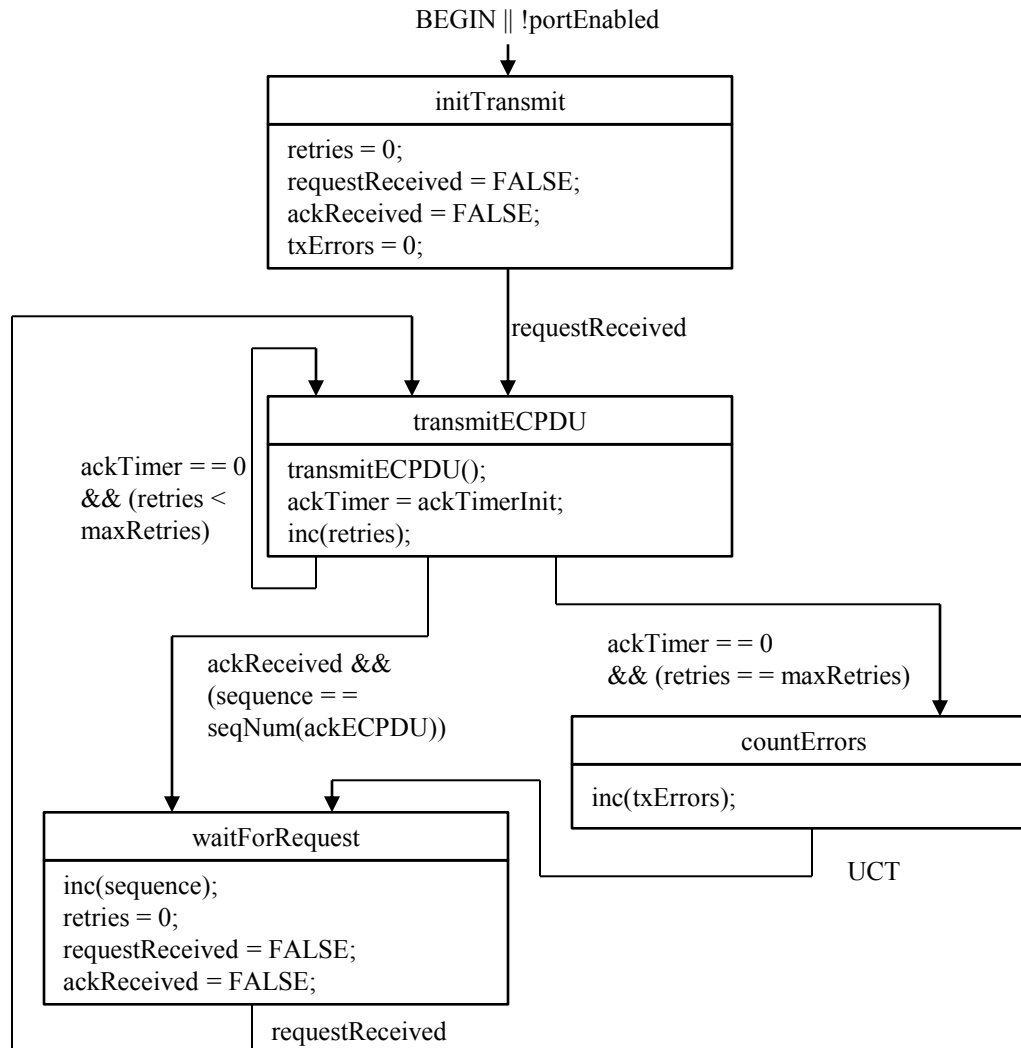 BEGIN || !portEnabled
initTransmit
retries = 0;
requestReceived = FALSE;
ackReceived = FALSE;
txErrors = 0;
requestReceived
transmitECPDU
transmitECPDU();
ackTimer = ackTimerInit;
inc(retries);
ackTimer = = 0
&& (retries <
maxRetries)
ackReceived &&
(sequence = =
seqNum(ackECPDU))
ackTimer = = 0
&& (retries = = maxRetries)
countErrors
inc(txErrors);
UCT
waitForRequest
inc(sequence);
retries = 0;
requestReceived = FALSE;
ackReceived = FALSE;
requestReceived